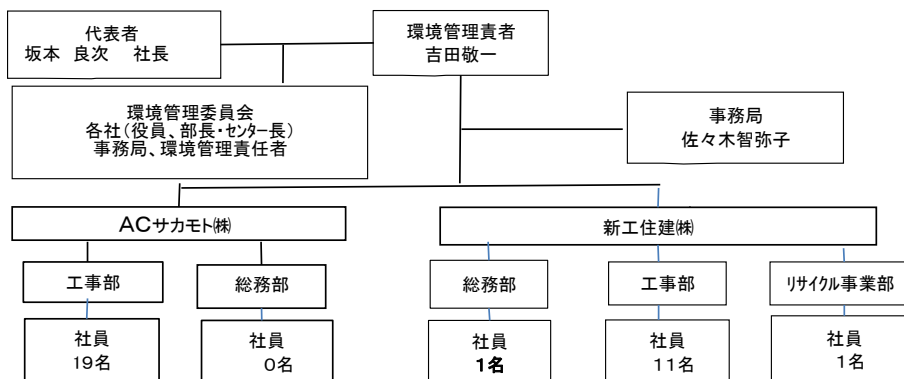 代表者
坂本 良次 社長
環境管理責者
吉田敬一
環境管理委員会
各社(役員、部長・センター長)
事務局、環境管理責任者
事務局
佐々木智弥子
ACサカモト㈱
新工住建㈱
工事部
総務部
総務部
工事部
リサイクル事業部
社員
19名
社員
0名
社員
1名
社員
11名
社員
1名